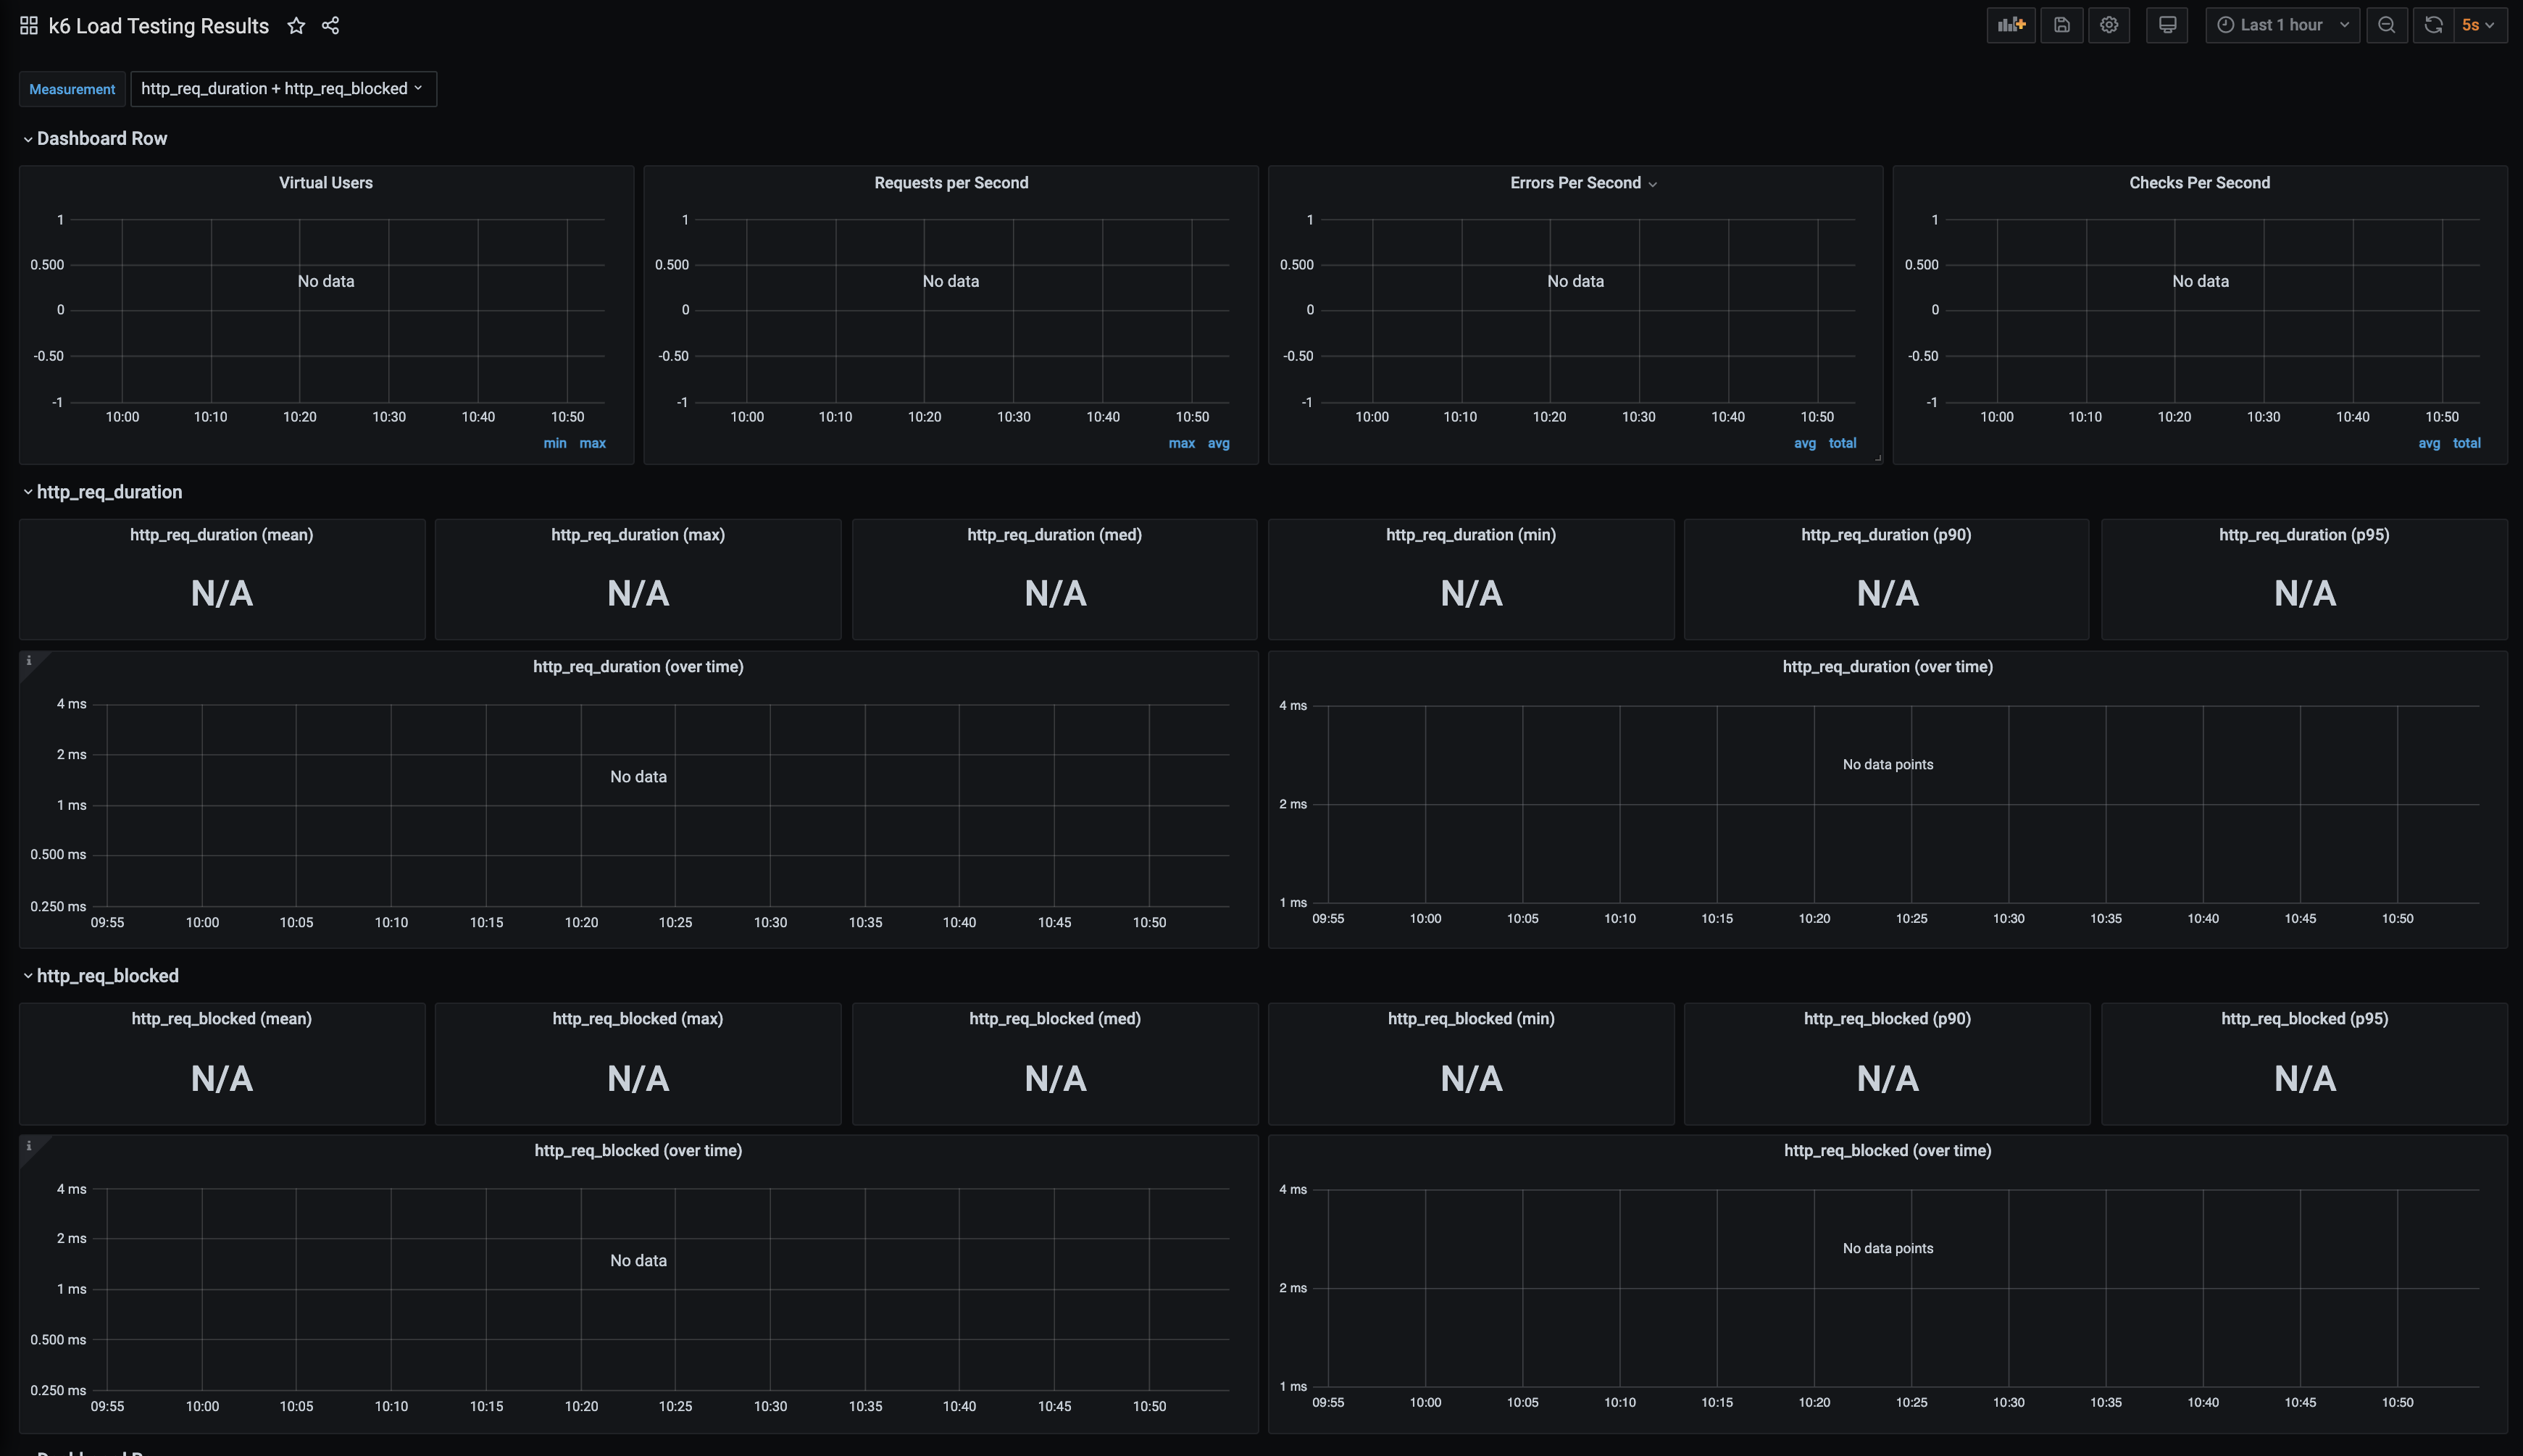 k6 Load Testing Results
Last 1 hour
5s
Measurement
http_req_duration + http_req_blocked
Dashboard Row
Virtual Users
1
0.500
0
-0.50
-1
No data
10:00 10:10 10:20 10:30 10:40 10:50
min max
Requests per Second
1
0.500
0
-0.50
-1
No data
10:00 10:10 10:20 10:30 10:40 10:50
max avg
Errors Per Second
1
0.500
0
-0.50
-1
No data
10:00 10:10 10:20 10:30 10:40 10:50
avg total
Checks Per Second
1
0.500
0
-0.50
-1
No data
10:00 10:10 10:20 10:30 10:40 10:50
avg total
http_req_duration
http_req_duration (mean)
N/A
http_req_duration (max)
N/A
http_req_duration (med)
N/A
http_req_duration (min)
N/A
http_req_duration (p90)
N/A
http_req_duration (p95)
N/A
i
http_req_duration (over time)
4 ms
2 ms
No data
1 ms
0.500 ms
0.250 ms
09:55 10:00 10:05 10:10 10:15 10:20 10:25 10:30 10:35 10:40 10:45 10:50
http_req_duration (over time)
4 ms
No data points
2 ms
1 ms
09:55 10:00 10:05 10:10 10:15 10:20 10:25 10:30 10:35 10:40 10:45 10:50
http_req_blocked
http_req_blocked (mean)
N/A
http_req_blocked (max)
N/A
http_req_blocked (med)
N/A
http_req_blocked (min)
N/A
http_req_blocked (p90)
N/A
http_req_blocked (p95)
N/A
i
http_req_blocked (over time)
4 ms
2 ms
No data
1 ms
0.500 ms
0.250 ms
09:55 10:00 10:05 10:10 10:15 10:20 10:25 10:30 10:35 10:40 10:45 10:50
http_req_blocked (over time)
4 ms
No data points
2 ms
1 ms
09:55 10:00 10:05 10:10 10:15 10:20 10:25 10:30 10:35 10:40 10:45 10:50